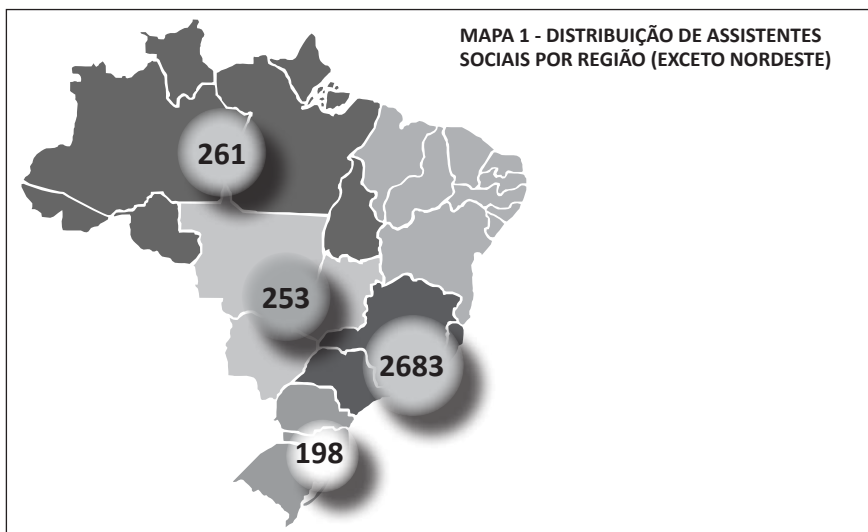 MAPA 1 - DISTRIBUIÇÃO DE ASSISTENTES
SOCIAIS POR REGIÃO (EXCETO NORDESTE)
261
253
2683
198